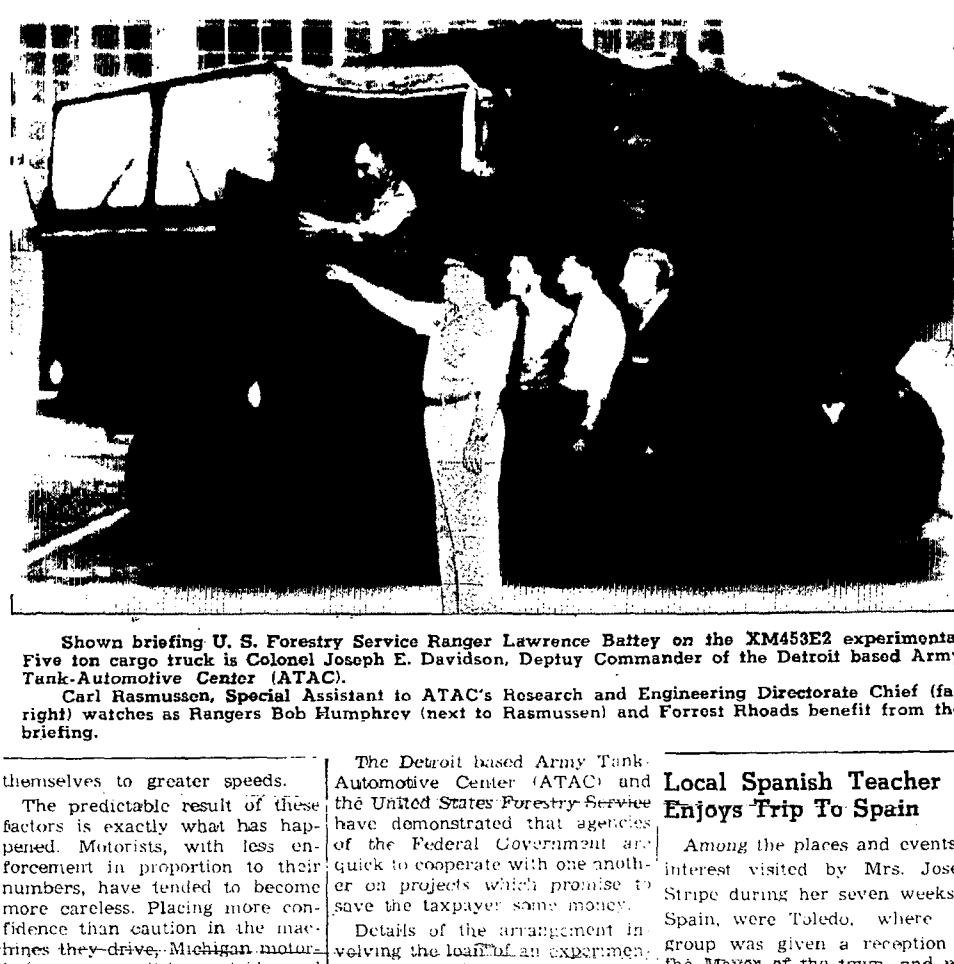 Shown briefing U. S. Forestry Service Ranger Lawrence Battey on the XM453E2 experimenta
Five ton cargo truck is Colonel Joseph E. Davidson, Deptuy Commander of the Detroit based Army
Tank-Automotive Center (ATAC).
Carl Rasmussen, Special Assistant to ATAC's Research and Engineering Directorate Chief (fa
right) watches as Rangers Bob Humphrey (next to Rasmussen) and Forrest Rhoads benefit from th
briefing.
themselves to greater speeds.
The predictable result of these
factors is exactly what has hap-
pened. Motorists, with less en-
forcement in proportion to their
numbers, have tended to become
more careless. Placing more con-
fidence than caution in the mac-
hines they drive, Michigan motor-
The Detroit based Army Tank-
Automotive Center (ATAC) and
the United States Forestry Service
have demonstrated that agencies
of the Federal Government are
quick to cooperate with one anoth-
er on projects which promise to
save the taxpayer some money.
Details of the arrangement in
volving the loan of an experimen-
Local Spanish Teacher
Enjoys Trip To Spain
Among the places and events
interest visited by Mrs. Jose
Stripe during her seven weeks
Spain, were Toledo, where
group was given a reception
the Mayor of the town, and